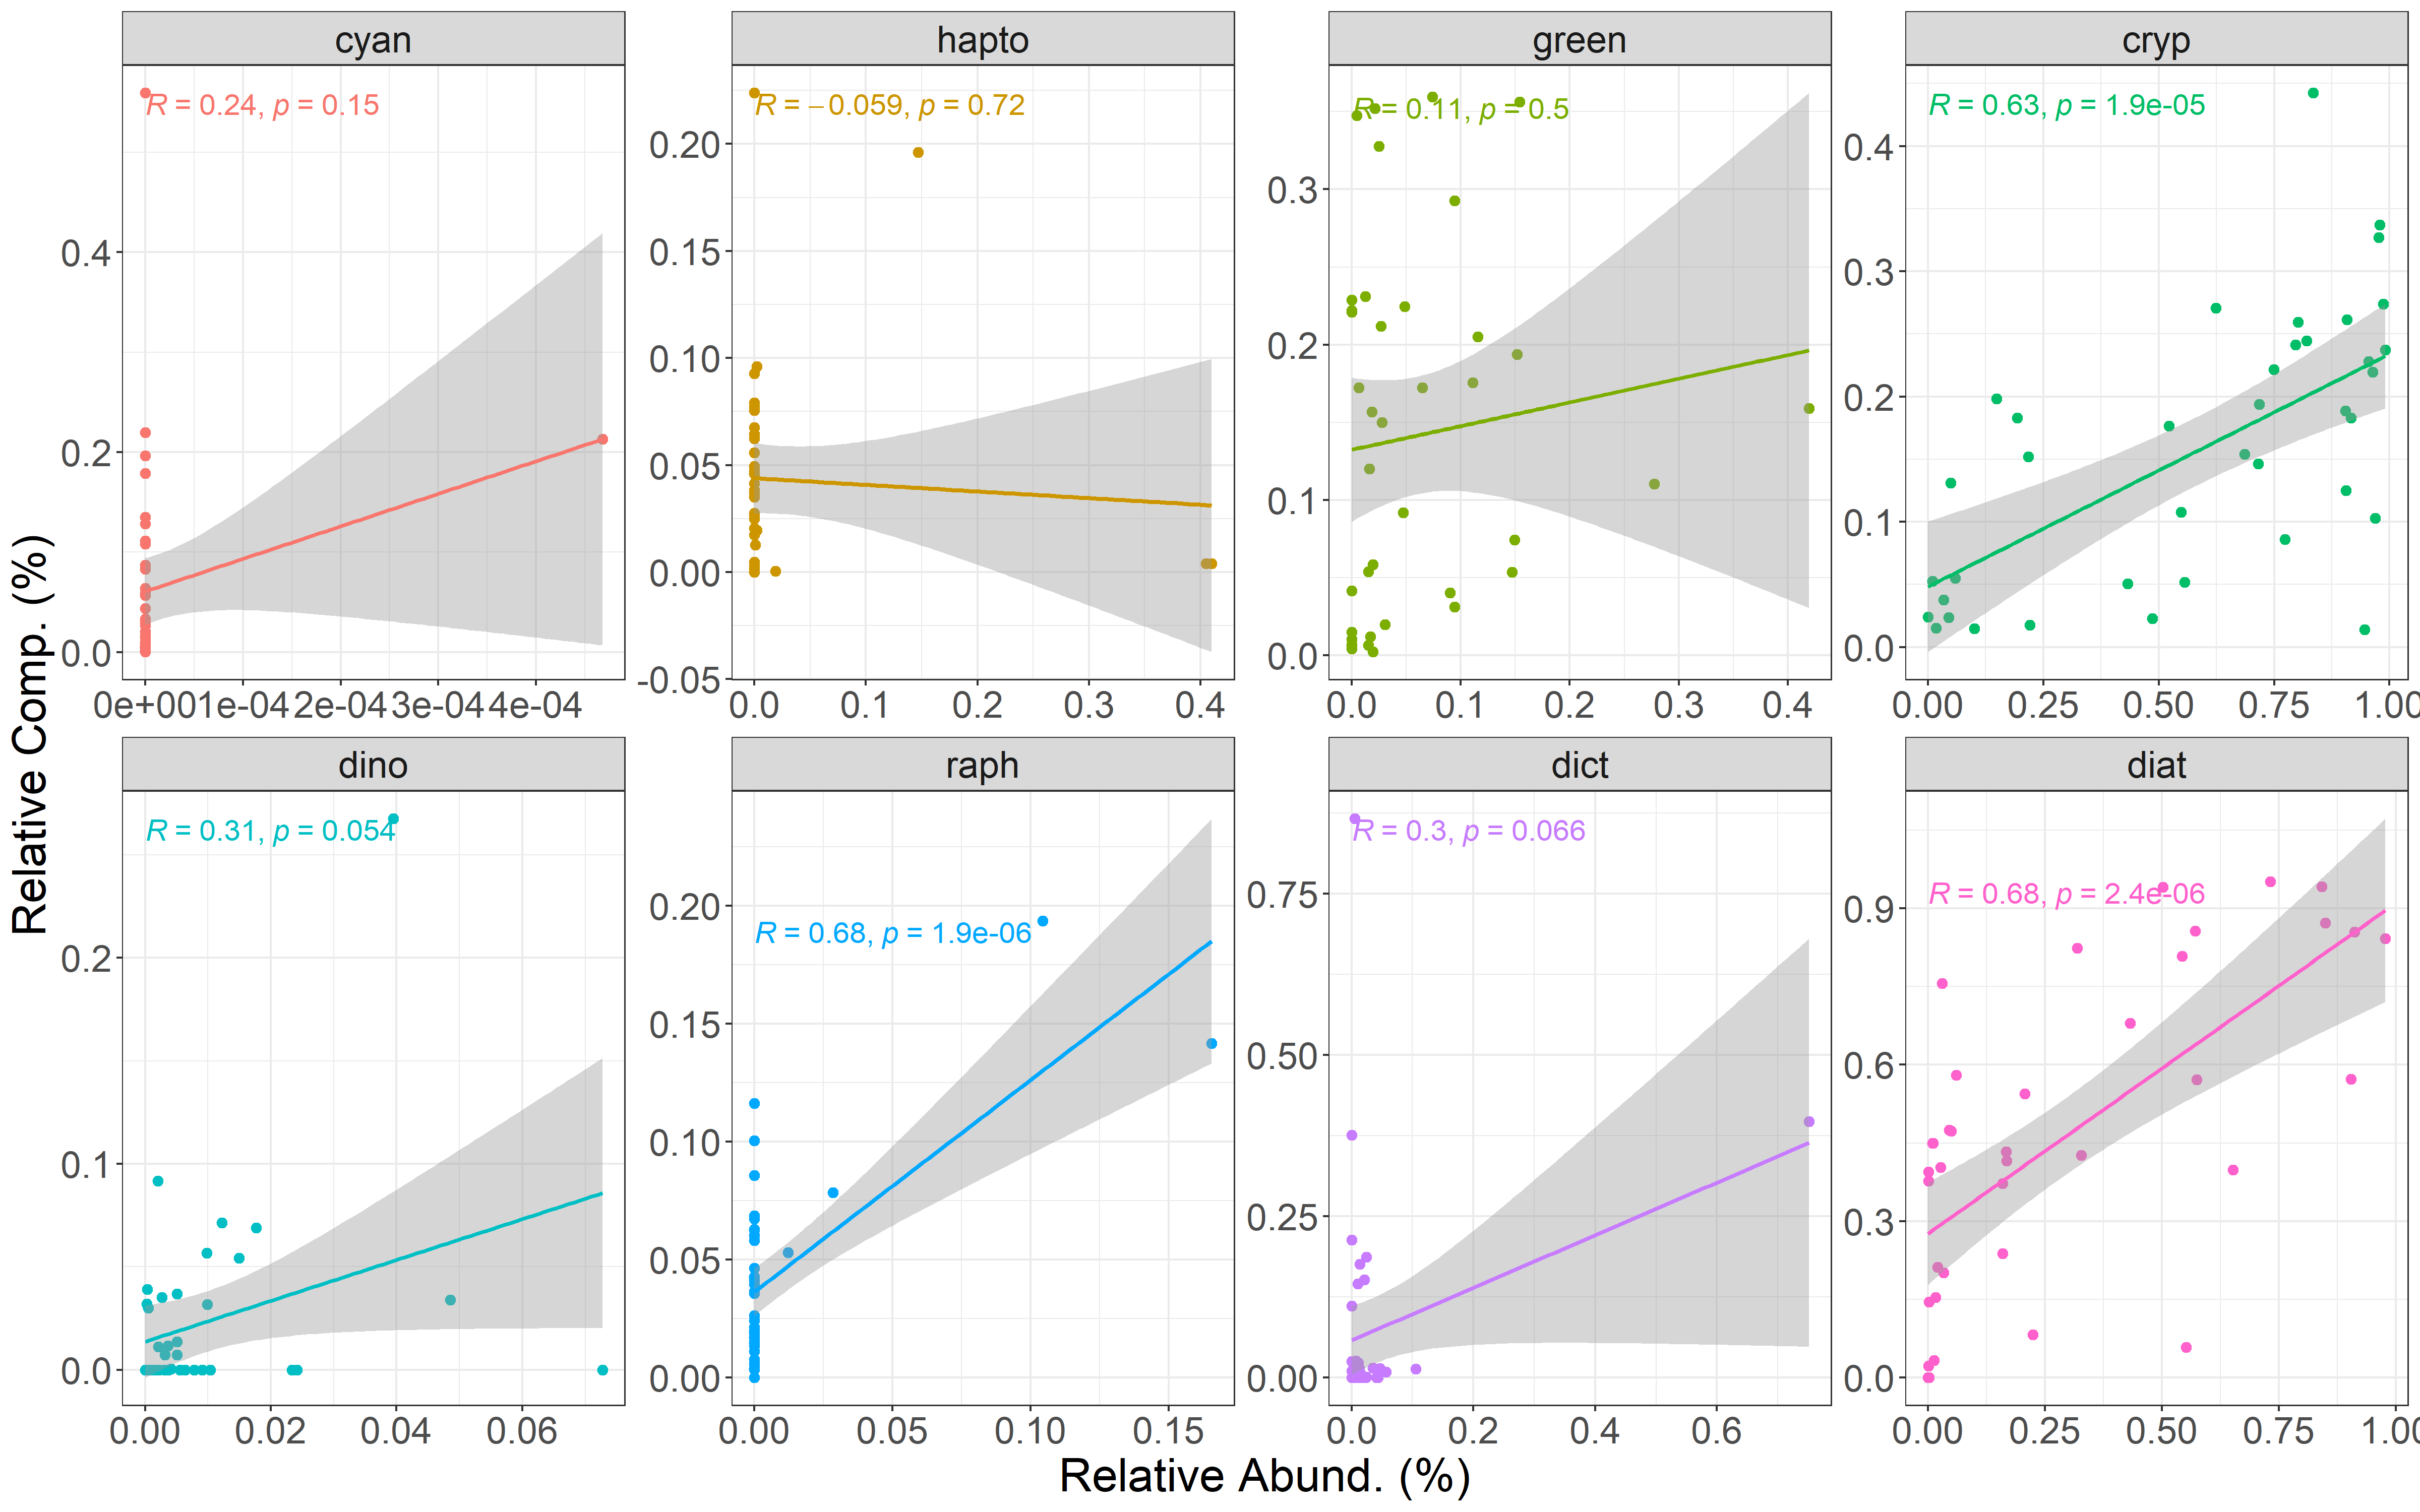 cyan
hapto
green
cryp
R = 0.24, p = 0.15
R = −0.059, p = 0.72
R = 0.11, p = 0.5
R = 0.63, p = 1.9e-05
0.4
0.2
0.0
0e+00 1e-04 2e-04 3e-04 4e-04
0.20
0.15
0.10
0.05
0.00
-0.05
0.0 0.1 0.2 0.3 0.4
0.3
0.2
0.1
0.0
0.0 0.1 0.2 0.3 0.4
0.4
0.3
0.2
0.1
0.0
0.00 0.25 0.50 0.75 1.00
dino
raph
dict
diat
R = 0.31, p = 0.054
R = 0.68, p = 1.9e-06
R = 0.3, p = 0.066
R = 0.68, p = 2.4e-06
0.2
0.1
0.0
0.00 0.02 0.04 0.06
0.20
0.15
0.10
0.05
0.00
0.00 0.05 0.10 0.15
0.75
0.50
0.25
0.00
0.0 0.2 0.4 0.6
0.9
0.6
0.3
0.0
0.00 0.25 0.50 0.75 1.00
Relative Comp. (%)
Relative Abund. (%)